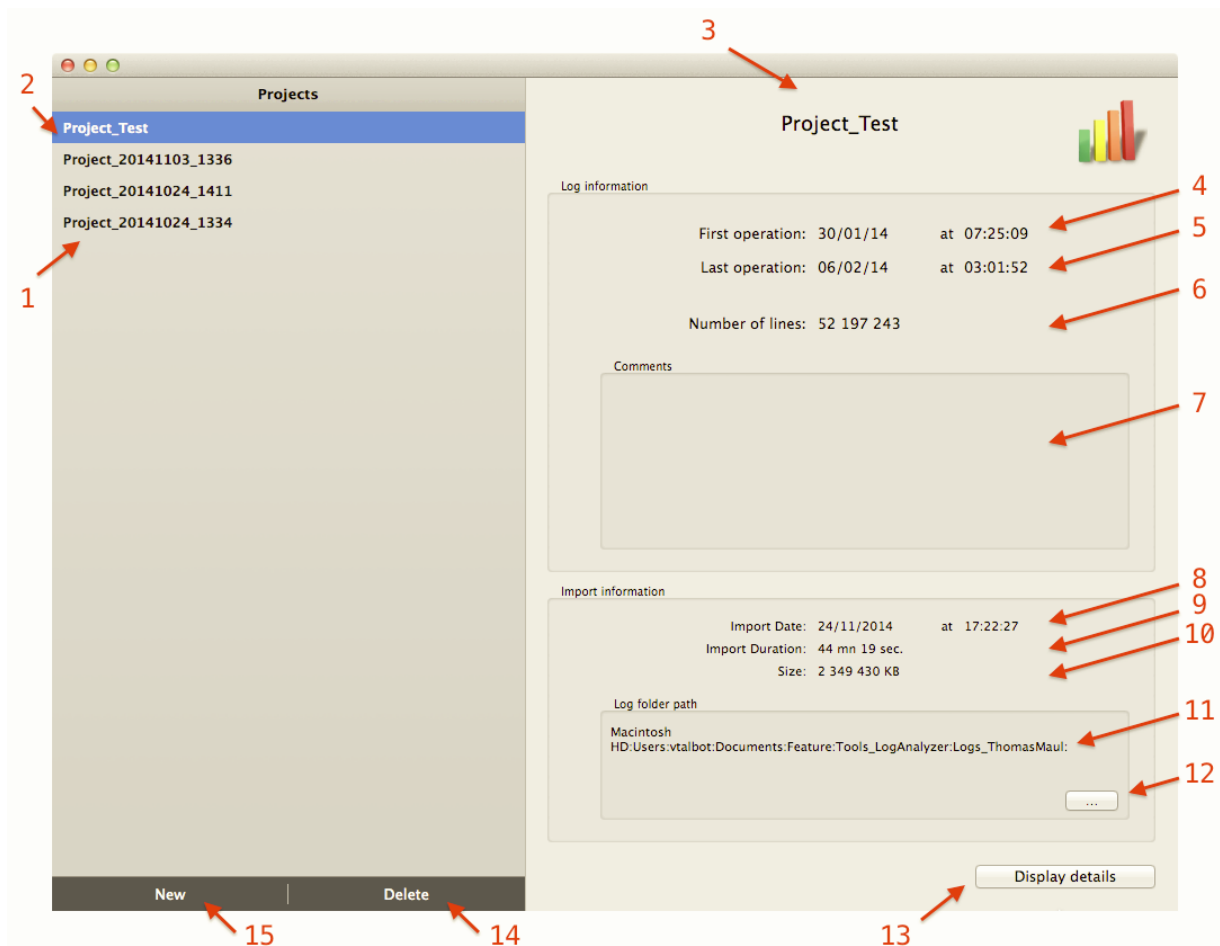 3
2
Projects
Project_Test
Project_20141103_1336
Project_20141024_1411
Project_20141024_1334
1
Project_Test
Log information
4
First operation: 30/01/14 at 07:25:09
5
Last operation: 06/02/14 at 03:01:52
6
Number of lines: 52 197 243
Comments
7
Import information
8
Import Date: 24/11/2014 at 17:22:27
9
Import Duration: 44 mn 19 sec.
10
Size: 2 349 430 KB
Log folder path
11
Macintosh
HD:Users:vtalbot:Documents:Feature:Tools_LogAnalyzer:Logs_ThomasMaul:
12
...
Display details
New Delete
15 14 13